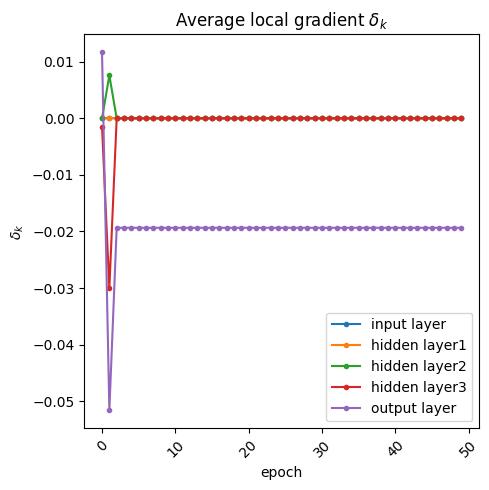 Average local gradient δₖ
0.01
0.00
−0.01
−0.02
−0.03
−0.04
−0.05
δₖ
input layer
hidden layer1
hidden layer2
hidden layer3
output layer
0
10
20
30
40
50
epoch